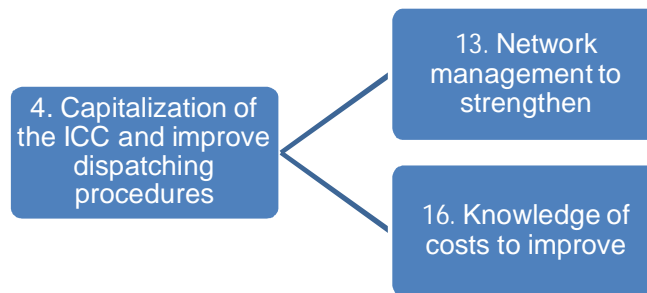 4. Capitalization of
the ICC and improve
dispatching
procedures
13. Network
management to
strengthen
16. Knowledge of
costs to improve